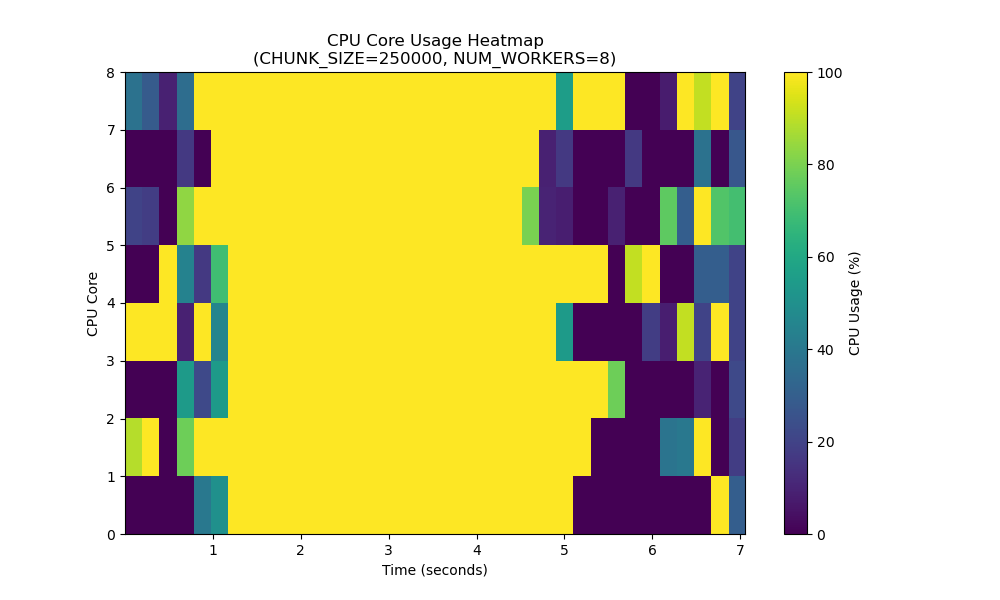 CPU Core Usage Heatmap
(CHUNK_SIZE=250000, NUM_WORKERS=8)
8
7
6
5
4
3
2
1
0
CPU Core
1 2 3 4 5 6 7
Time (seconds)
100
80
60
40
20
0
CPU Usage (%)